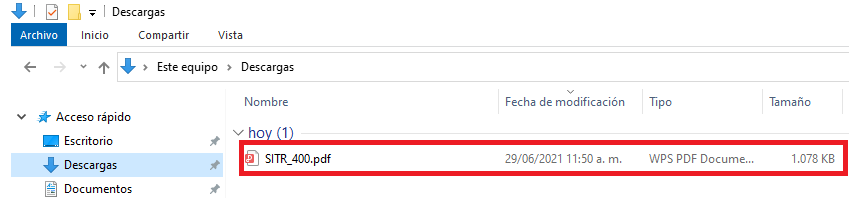 Descargas
Archivo Inicio Compartir Vista
Este equipo > Descargas
Nombre Fecha de modificación Tipo Tamaño
Acceso rápido
hoy (1)
Escritorio
SITR_400.pdf 29/06/2021 11:50 a. m. WPS PDF Docume... 1.078 KB
Descargas
Documentos